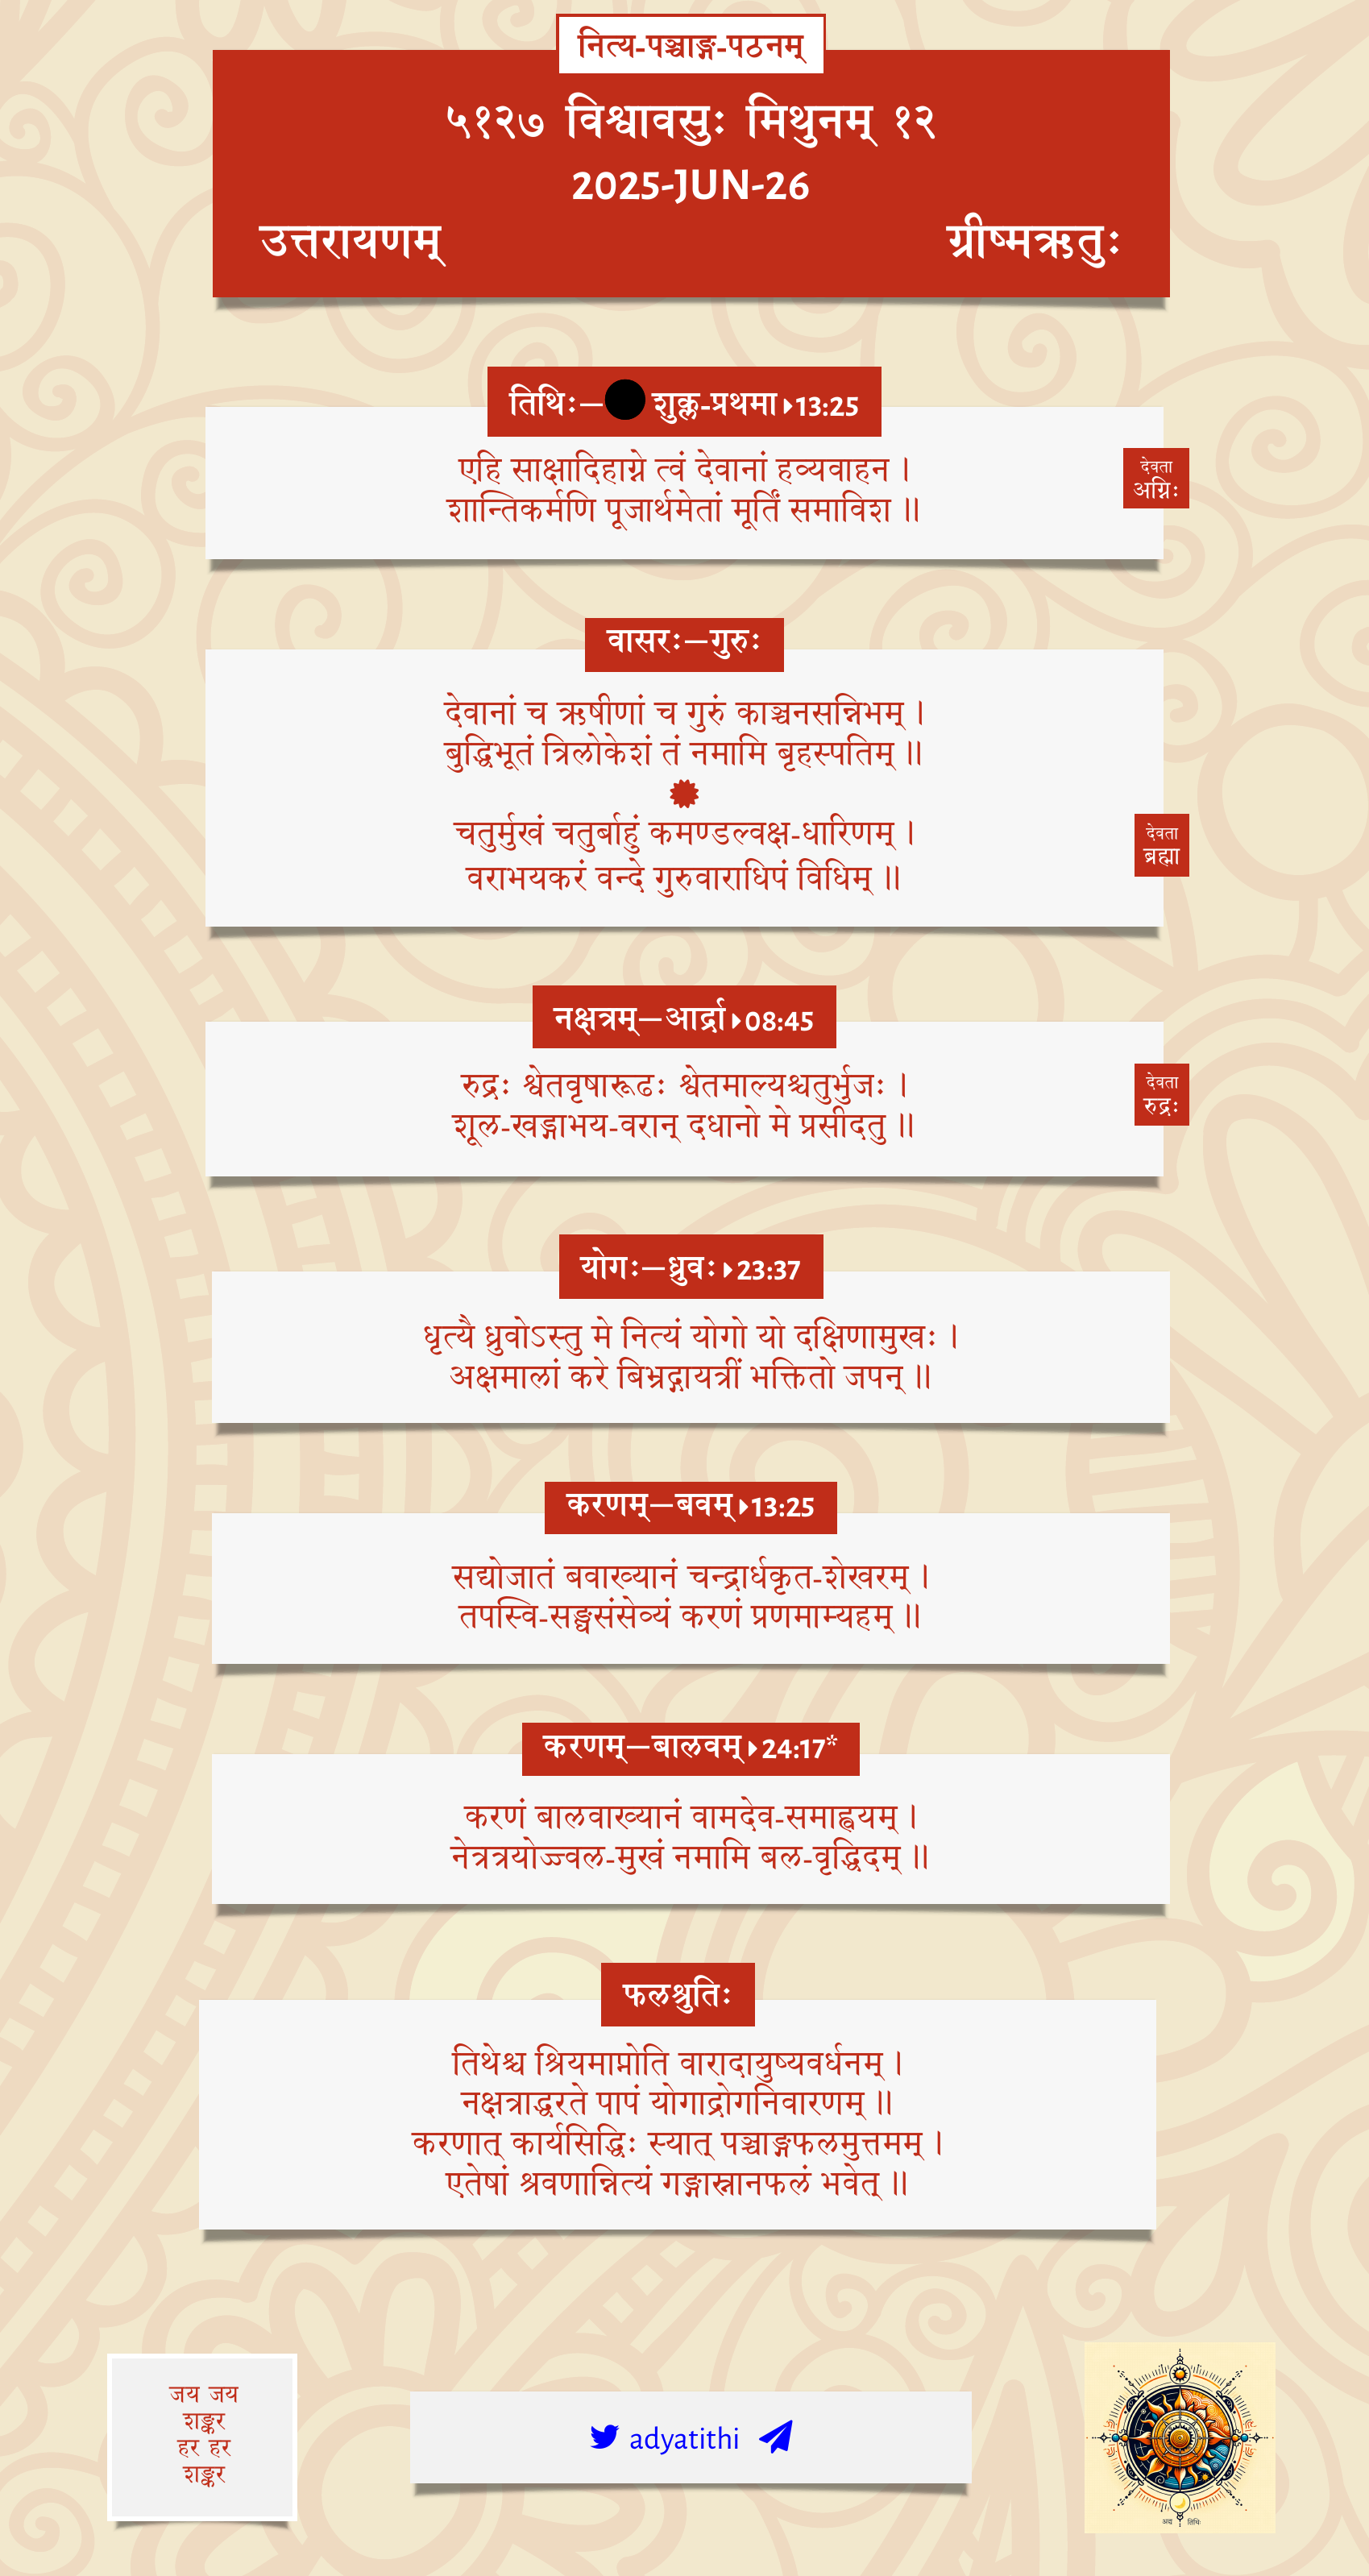 नित्य-पञ्चाङ्ग-पठनम्
५१२७ विश्वावसुः मिथुनम् १२
2025-JUN-26
उत्तरायणम् ग्रीष्मऋतुः
तिथिः—शुक्ल-प्रथमा 13:25
एहि साक्षादिहाग्ने त्वं देवानां हव्यवाहन ।
शान्तिकर्मणि पूजार्थमेतां मूर्तिं समाविश ॥
देवता
अग्निः
वासरः—गुरुः
देवानां च ऋषीणां च गुरुं काञ्चनसन्निभम् ।
बुद्धिभूतं त्रिलोकेशं तं नमामि बृहस्पतिम् ॥
चतुर्मुखं चतुर्बाहुं कमण्डल्वक्ष-धारिणम् ।
वराभयकरं वन्दे गुरुवाराधिपं विधिम् ॥
देवता
ब्रह्मा
नक्षत्रम्—आर्द्रा 08:45
रुद्रः श्वेतवृषारूढः श्वेतमाल्यश्चतुर्भुजः ।
शूल-खड्गाभय-वरान् दधानो मे प्रसीदतु ॥
देवता
रुद्रः
योगः—ध्रुवः 23:37
धृत्यै ध्रुवोऽस्तु मे नित्यं योगो यो दक्षिणामुखः ।
अक्षमालां करे बिभ्रद्गायत्रीं भक्तितो जपन् ॥
करणम्—बवम् 13:25
सद्योजातं बवाख्यानं चन्द्रार्धकृत-शेखरम् ।
तपस्वि-सङ्घसंसेव्यं करणं प्रणमाम्यहम् ॥
करणम्—बालवम् 24:17*
करणं बालवाख्यानं वामदेव-समाह्वयम् ।
नेत्रत्रयोज्ज्वल-मुखं नमामि बल-वृद्धिदम् ॥
फलश्रुतिः
तिथेश्च श्रियमाप्नोति वारादायुष्यवर्धनम् ।
नक्षत्राद्धरते पापं योगाद्रोगनिवारणम् ॥
करणात् कार्यसिद्धिः स्यात् पञ्चाङ्गफलमुत्तमम् ।
एतेषां श्रवणान्नित्यं गङ्गास्नानफलं भवेत् ॥
जय जय
शङ्कर
हर हर
शङ्कर
adyatithi
अद्य तिथिः